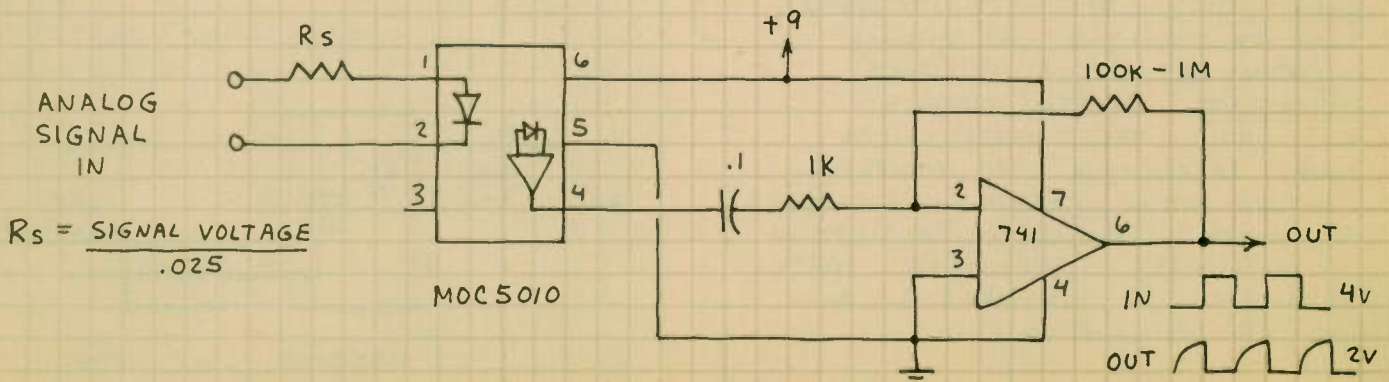 +9
Rs
1
6
100K - 1M
ANALOG
SIGNAL
IN
2
5
.1
1K
3
4
2
7
741
6
OUT
3
4
Rs = SIGNAL VOLTAGE
.025
MOC5010
IN
4V
OUT
2V